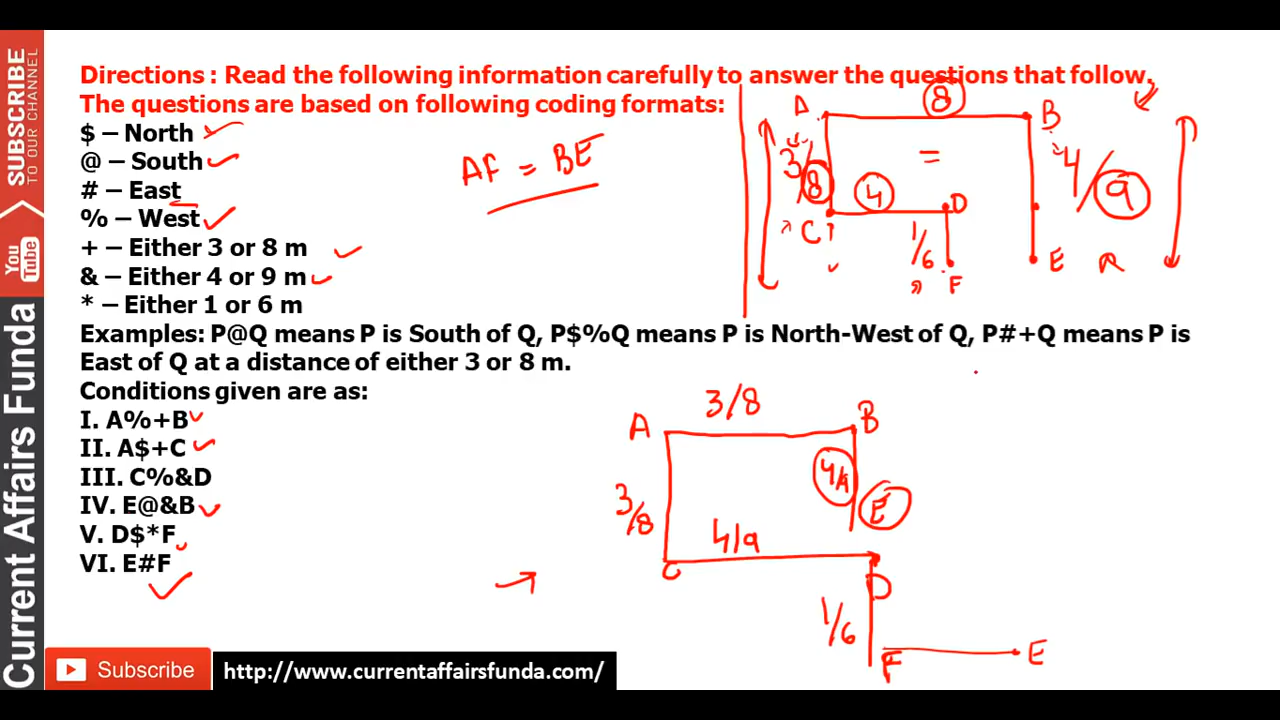 Directions : Read the following information carefully to answer the questions that follow.
The questions are based on following coding formats:
$ – North
@ – South
# – East
% – West
+ – Either 3 or 8 m
& – Either 4 or 9 m
* – Either 1 or 6 m
Examples: P@Q means P is South of Q, P$%Q means P is North-West of Q, P#+Q means P is
East of Q at a distance of either 3 or 8 m.
Conditions given are as:
I. A%+B
II. A$+C
III. C%&D
IV. E@&B
V. D$*F
VI. E#F
AF = BE
8
B
3/8
=
4/9
4
D
C
1/6
F
E
3/8
A
B
3/8
4/9
E
4/9
C
D
1/6
F
E
SUBSCRIBE
TO OUR CHANNEL
You Tube
Current Affairs Funda
Subscribe
http://www.currentaffairsfunda.com/